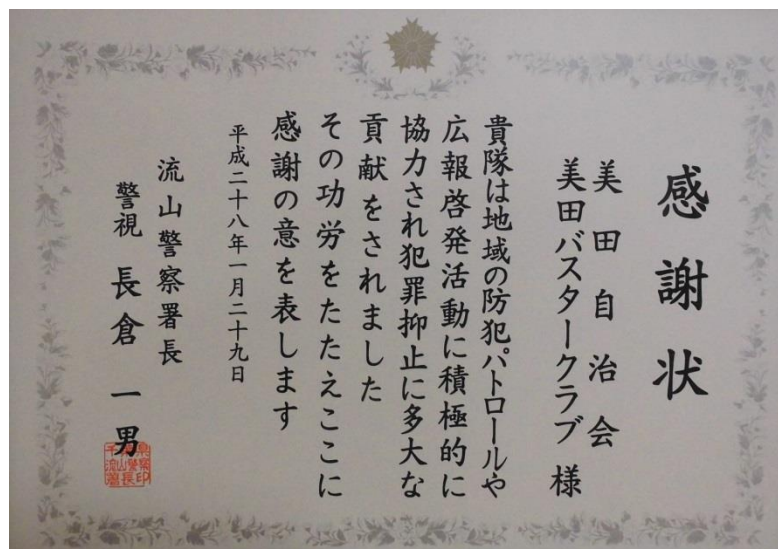 感謝状
美田自治会
美田バスタークラブ 様
貴隊は地域の防犯パトロールや
広報啓発活動に積極的に
協力され犯罪抑止に多大な
貢献をされました
その功労をたたえここに
感謝の意を表します
平成二十八年一月二十九日
流山警察署長
警視 長倉 一男